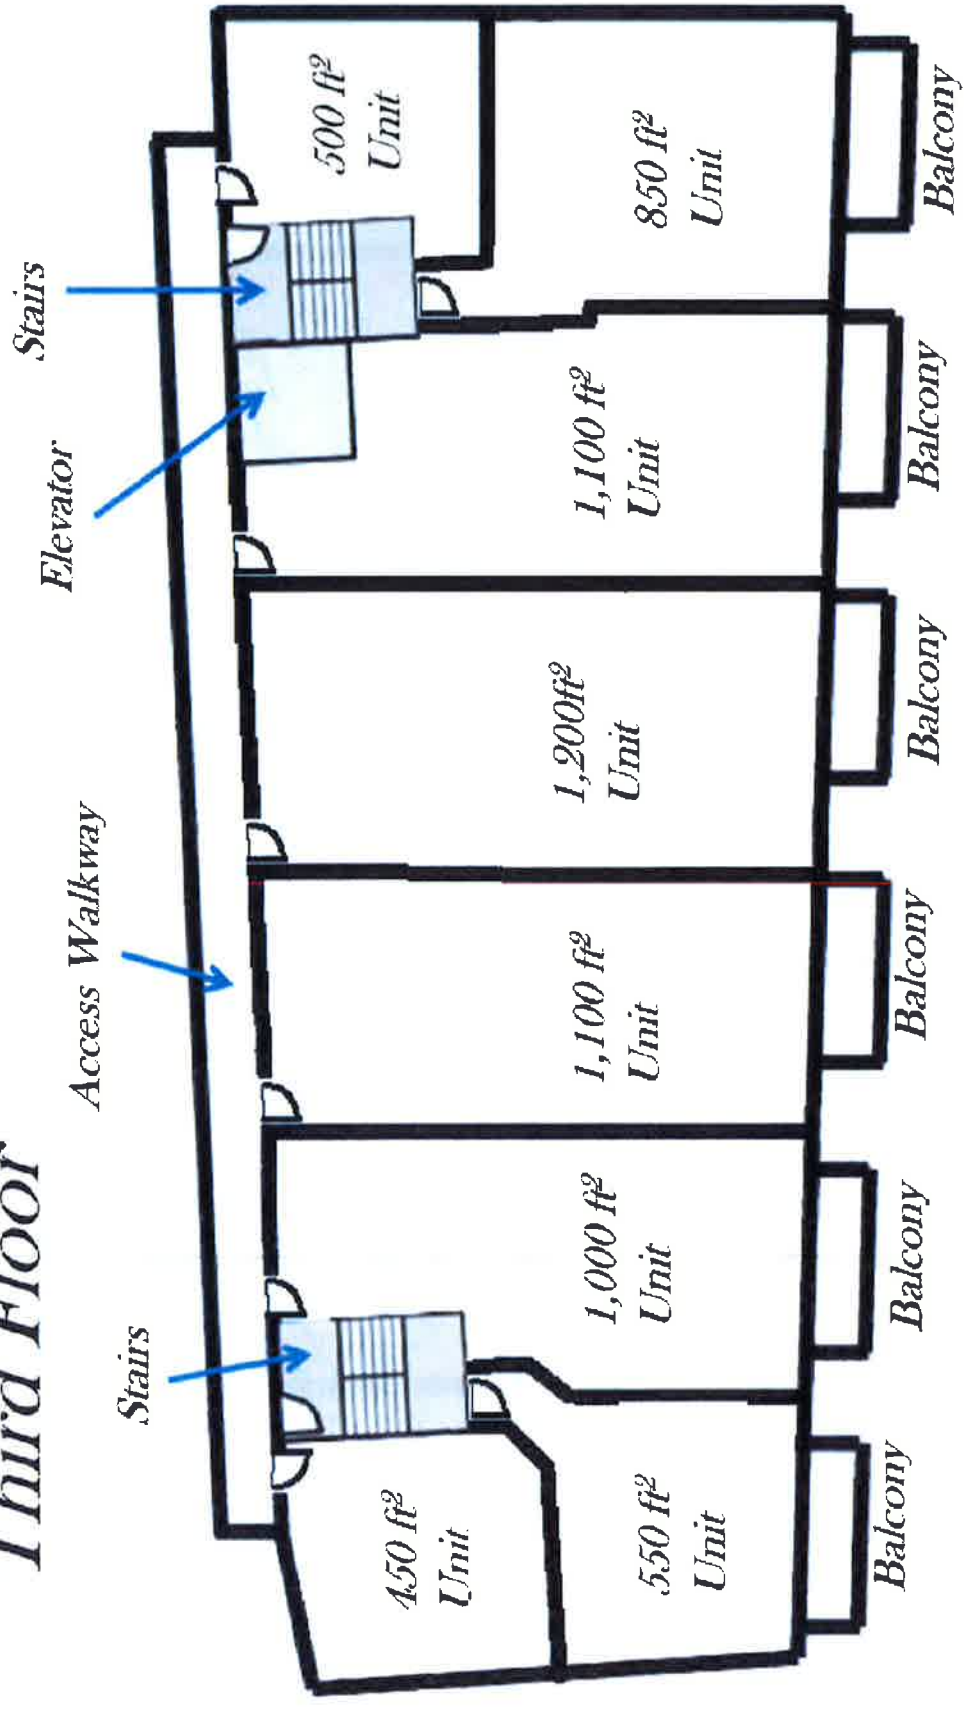 Third Floor
Stairs
Access Walkway
Elevator
Stairs
450 ft²
Unit
550 ft²
Unit
1,000 ft²
Unit
1,100 ft²
Unit
1,200ft²
Unit
1,100 ft²
Unit
500 ft²
Unit
850 ft²
Unit
Balcony
Balcony
Balcony
Balcony
Balcony
Balcony